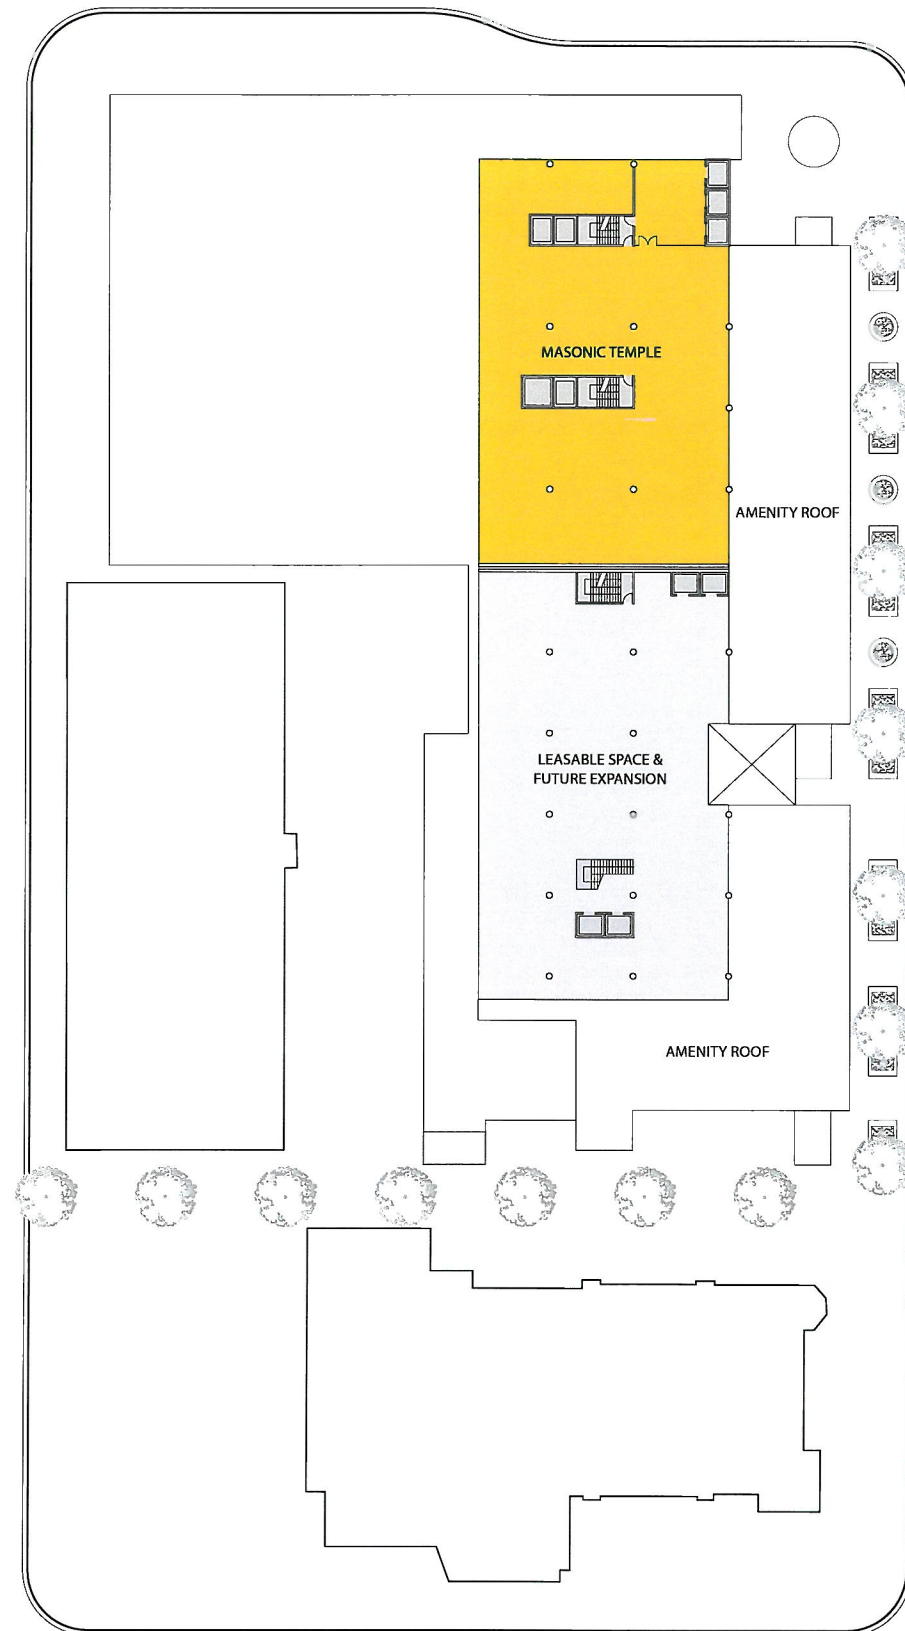 MASONIC TEMPLE
AMENITY ROOF
LEASABLE SPACE &
FUTURE EXPANSION
AMENITY ROOF